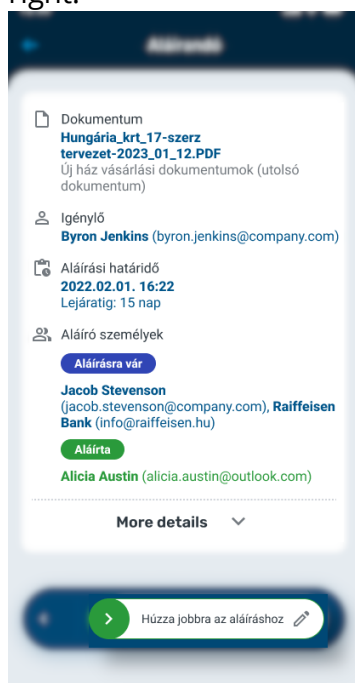 right.
Aláírandó
Dokumentum
Hungária_krt_17-szerz
tervezet-2023_01_12.PDF
Új ház vásárlási dokumentumok (utolsó
dokumentum)
Igénylő
Byron Jenkins (byron.jenkins@company.com)
Aláírási határidő
2022.02.01. 16:22
Lejáratig: 15 nap
Aláíró személyek
Aláírásra vár
Jacob Stevenson
(jacob.stevenson@company.com), Raiffeisen
Bank (info@raiffeisen.hu)
Aláírta
Alicia Austin (alicia.austin@outlook.com)
More details
Húzza jobbra az aláíráshoz